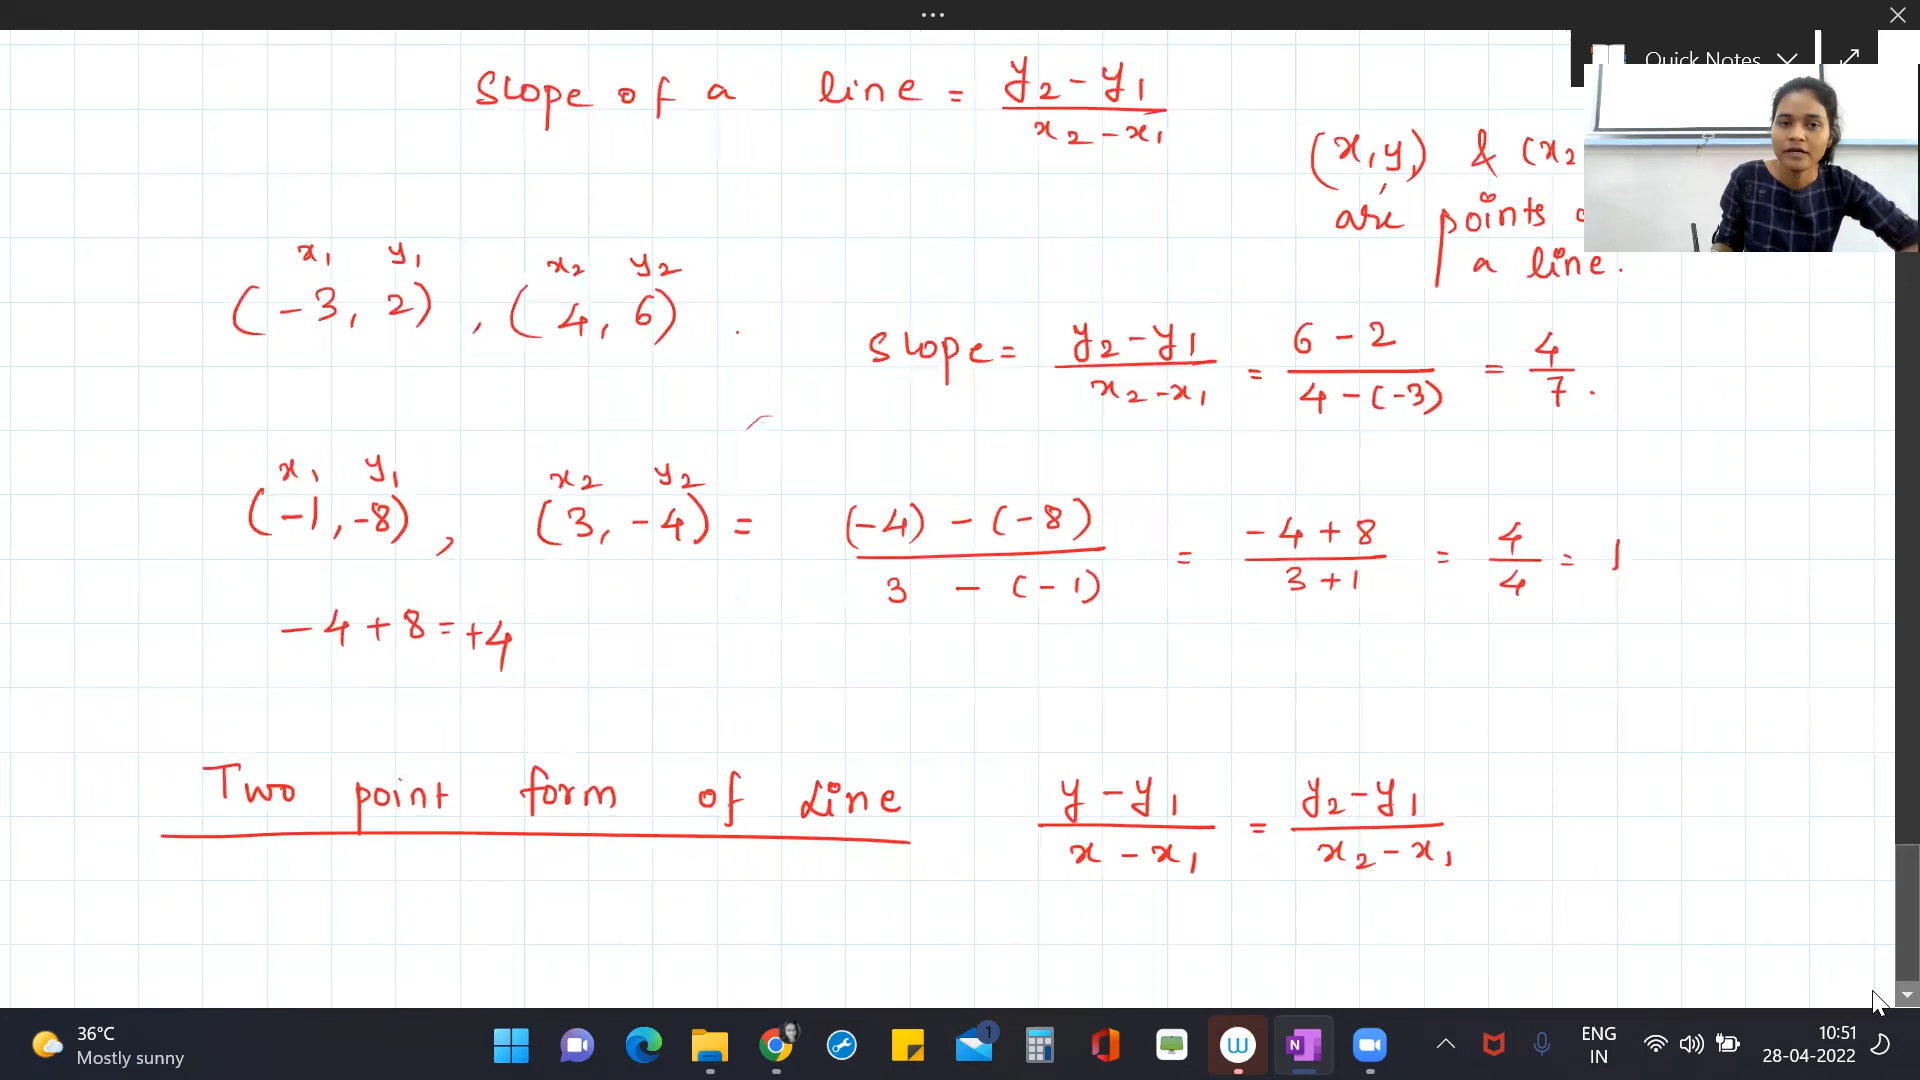 Quick Notes
Slope of a line = (y2 - y1)/(x2 - x1)
(x1, y1) & (x2
are points
a line.
x1 y1 x2 y2
(-3, 2), (4, 6).
Slope = (y2 - y1)/(x2 - x1) = (6 - 2)/(4 - (-3)) = 4/7.
x1 y1 x2 y2
(-1, -8), (3, -4) = ((-4) - (-8))/(3 - (-1)) = (-4 + 8)/(3 + 1) = 4/4 = 1
-4 + 8 = +4
Two point form of Line (y - y1)/(x - x1) = (y2 - y1)/(x2 - x1)
36°C
Mostly sunny
1
ENG
IN
10:51
28-04-2022